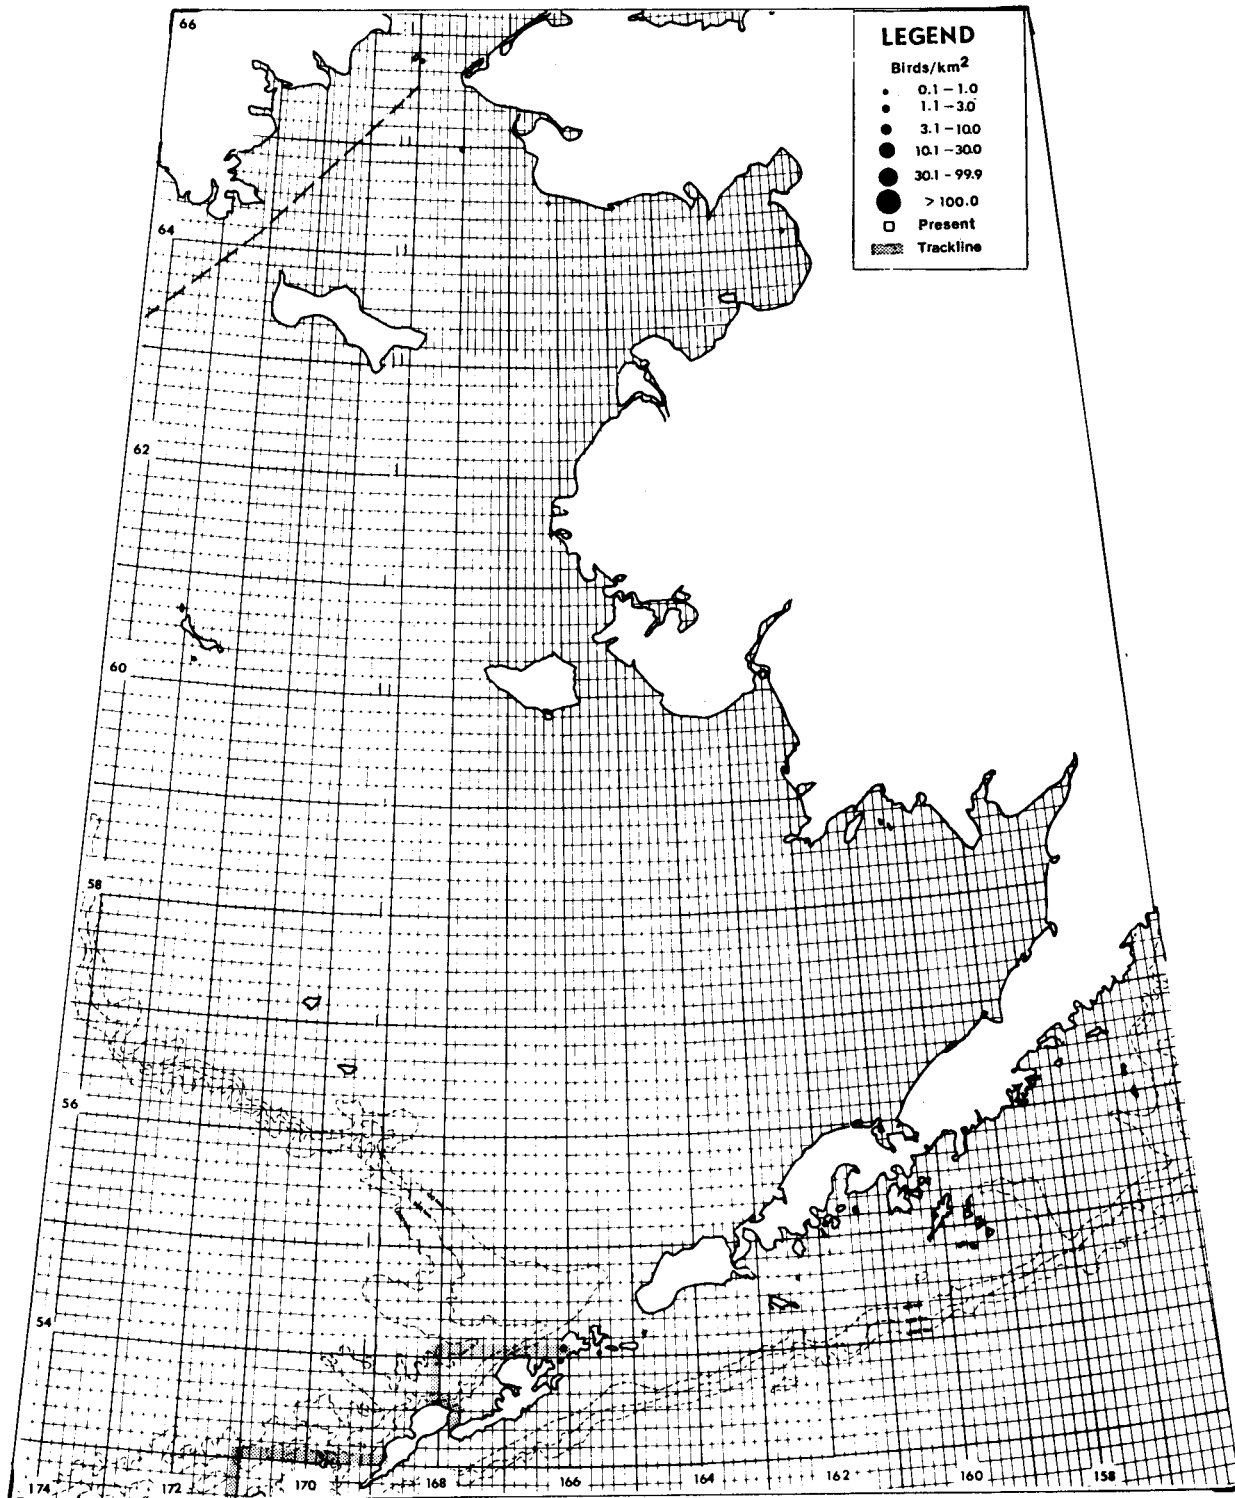 66
LEGEND
Birds/km²
0.1 – 1.0
1.1 – 3.0
3.1 – 10.0
10.1 – 30.0
30.1 – 99.9
> 100.0
Present
Trackline
64
62
60
58
56
54
174
172
170
168
166
164
162
160
158